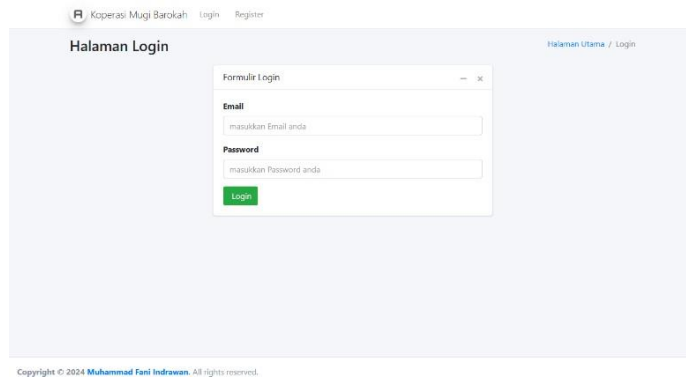 Koperasi Mugi Barokah Login Register
Halaman Login
Halaman Utama / Login
Formulir Login
Email
masukkan Email anda
Password
masukkan Password anda
Login
Copyright © 2024 Muhammad Fani Indrawan. All rights reserved.